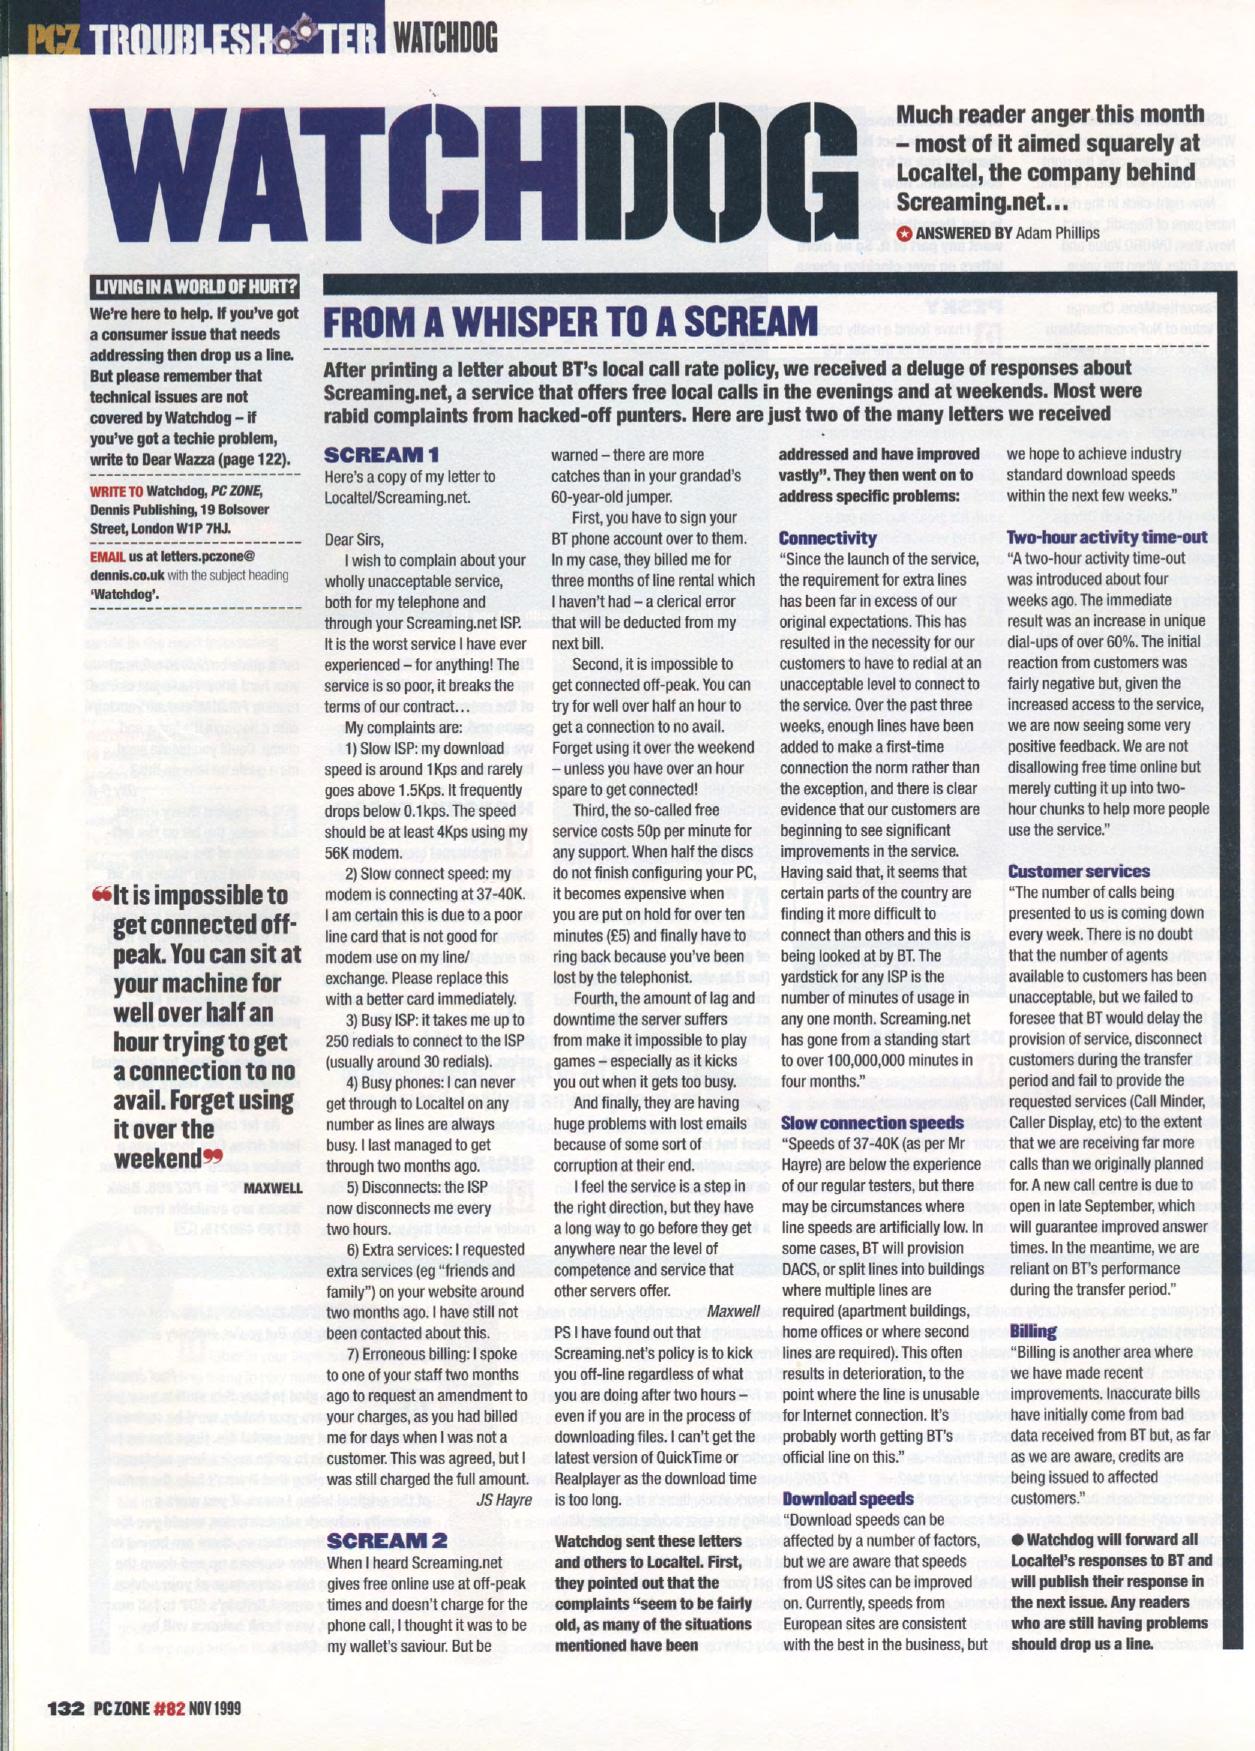 PCZ TROUBLESHOOTER WATCHDOG
WATCHDOG
Much reader anger this month
– most of it aimed squarely at
Localtel, the company behind
Screaming.net...
ANSWERED BY Adam Phillips
LIVING IN A WORLD OF HURT?
We're here to help. If you've got
a consumer issue that needs
addressing then drop us a line.
But please remember that
technical issues are not
covered by Watchdog – if
you've got a techie problem,
write to Dear Wazza (page 122).
WRITE TO Watchdog, PC ZONE,
Dennis Publishing, 19 Bolsover
Street, London W1P 7HJ.
EMAIL us at letters.pczone@
dennis.co.uk with the subject heading
'Watchdog'.
“It is impossible to
get connected off-
peak. You can sit at
your machine for
well over half an
hour trying to get
a connection to no
avail. Forget using
it over the
weekend”
MAXWELL
FROM A WHISPER TO A SCREAM
After printing a letter about BT's local call rate policy, we received a deluge of responses about
Screaming.net, a service that offers free local calls in the evenings and at weekends. Most were
rabid complaints from hacked-off punters. Here are just two of the many letters we received
SCREAM 1
Here's a copy of my letter to
Localtel/Screaming.net.
Dear Sirs,
I wish to complain about your
wholly unacceptable service,
both for my telephone and
through your Screaming.net ISP.
It is the worst service I have ever
experienced – for anything! The
service is so poor, it breaks the
terms of our contract...
My complaints are:
1) Slow ISP: my download
speed is around 1Kps and rarely
goes above 1.5Kps. It frequently
drops below 0.1kps. The speed
should be at least 4Kps using my
56K modem.
2) Slow connect speed: my
modem is connecting at 37-40K.
I am certain this is due to a poor
line card that is not good for
modem use on my line/
exchange. Please replace this
with a better card immediately.
3) Busy ISP: it takes me up to
250 redials to connect to the ISP
(usually around 30 redials).
4) Busy phones: I can never
get through to Localtel on any
number as lines are always
busy. I last managed to get
through two months ago.
5) Disconnects: the ISP
now disconnects me every
two hours.
6) Extra services: I requested
extra services (eg "friends and
family") on your website around
two months ago. I have still not
been contacted about this.
7) Erroneous billing: I spoke
to one of your staff two months
ago to request an amendment to
your charges, as you had billed
me for days when I was not a
customer. This was agreed, but I
was still charged the full amount.
JS Hayre
SCREAM 2
When I heard Screaming.net
gives free online use at off-peak
times and doesn't charge for the
phone call, I thought it was to be
my wallet's saviour. But be
warned – there are more
catches than in your grandad's
60-year-old jumper.
First, you have to sign your
BT phone account over to them.
In my case, they billed me for
three months of line rental which
I haven't had – a clerical error
that will be deducted from my
next bill.
Second, it is impossible to
get connected off-peak. You can
try for well over half an hour to
get a connection to no avail.
Forget using it over the weekend
– unless you have over an hour
spare to get connected!
Third, the so-called free
service costs 50p per minute for
any support. When half the discs
do not finish configuring your PC,
it becomes expensive when
you are put on hold for over ten
minutes (£5) and finally have to
ring back because you've been
lost by the telephonist.
Fourth, the amount of lag and
downtime the server suffers
from make it impossible to play
games – especially as it kicks
you out when it gets too busy.
And finally, they are having
huge problems with lost emails
because of some sort of
corruption at their end.
I feel the service is a step in
the right direction, but they have
a long way to go before they get
anywhere near the level of
competence and service that
other servers offer.
Maxwell
PS I have found out that
Screaming.net's policy is to kick
you off-line regardless of what
you are doing after two hours –
even if you are in the process of
downloading files. I can't get the
latest version of QuickTime or
Realplayer as the download time
is too long.
Watchdog sent these letters
and others to Localtel. First,
they pointed out that the
complaints "seem to be fairly
old, as many of the situations
mentioned have been
addressed and have improved
vastly". They then went on to
address specific problems:
Connectivity
"Since the launch of the service,
the requirement for extra lines
has been far in excess of our
original expectations. This has
resulted in the necessity for our
customers to have to redial at an
unacceptable level to connect to
the service. Over the past three
weeks, enough lines have been
added to make a first-time
connection the norm rather than
the exception, and there is clear
evidence that our customers are
beginning to see significant
improvements in the service.
Having said that, it seems that
certain parts of the country are
finding it more difficult to
connect than others and this is
being looked at by BT. The
yardstick for any ISP is the
number of minutes of usage in
any one month. Screaming.net
has gone from a standing start
to over 100,000,000 minutes in
four months."
Slow connection speeds
"Speeds of 37-40K (as per Mr
Hayre) are below the experience
of our regular testers, but there
may be circumstances where
line speeds are artificially low. In
some cases, BT will provision
DACS, or split lines into buildings
where multiple lines are
required (apartment buildings,
home offices or where second
lines are required). This often
results in deterioration, to the
point where the line is unusable
for Internet connection. It's
probably worth getting BT's
official line on this."
Download speeds
"Download speeds can be
affected by a number of factors,
but we are aware that speeds
from US sites can be improved
on. Currently, speeds from
European sites are consistent
with the best in the business, but
we hope to achieve industry
standard download speeds
within the next few weeks."
Two-hour activity time-out
"A two-hour activity time-out
was introduced about four
weeks ago. The immediate
result was an increase in unique
dial-ups of over 60%. The initial
reaction from customers was
fairly negative but, given the
increased access to the service,
we are now seeing some very
positive feedback. We are not
disallowing free time online but
merely cutting it up into two-
hour chunks to help more people
use the service."
Customer services
"The number of calls being
presented to us is coming down
every week. There is no doubt
that the number of agents
available to customers has been
unacceptable, but we failed to
foresee that BT would delay the
provision of service, disconnect
customers during the transfer
period and fail to provide the
requested services (Call Minder,
Caller Display, etc) to the extent
that we are receiving far more
calls than we originally planned
for. A new call centre is due to
open in late September, which
will guarantee improved answer
times. In the meantime, we are
reliant on BT's performance
during the transfer period."
Billing
"Billing is another area where
we have made recent
improvements. Inaccurate bills
have initially come from bad
data received from BT but, as far
as we are aware, credits are
being issued to affected
customers."
● Watchdog will forward all
Localtel's responses to BT and
will publish their response in
the next issue. Any readers
who are still having problems
should drop us a line.
132 PC ZONE #82 NOV 1999